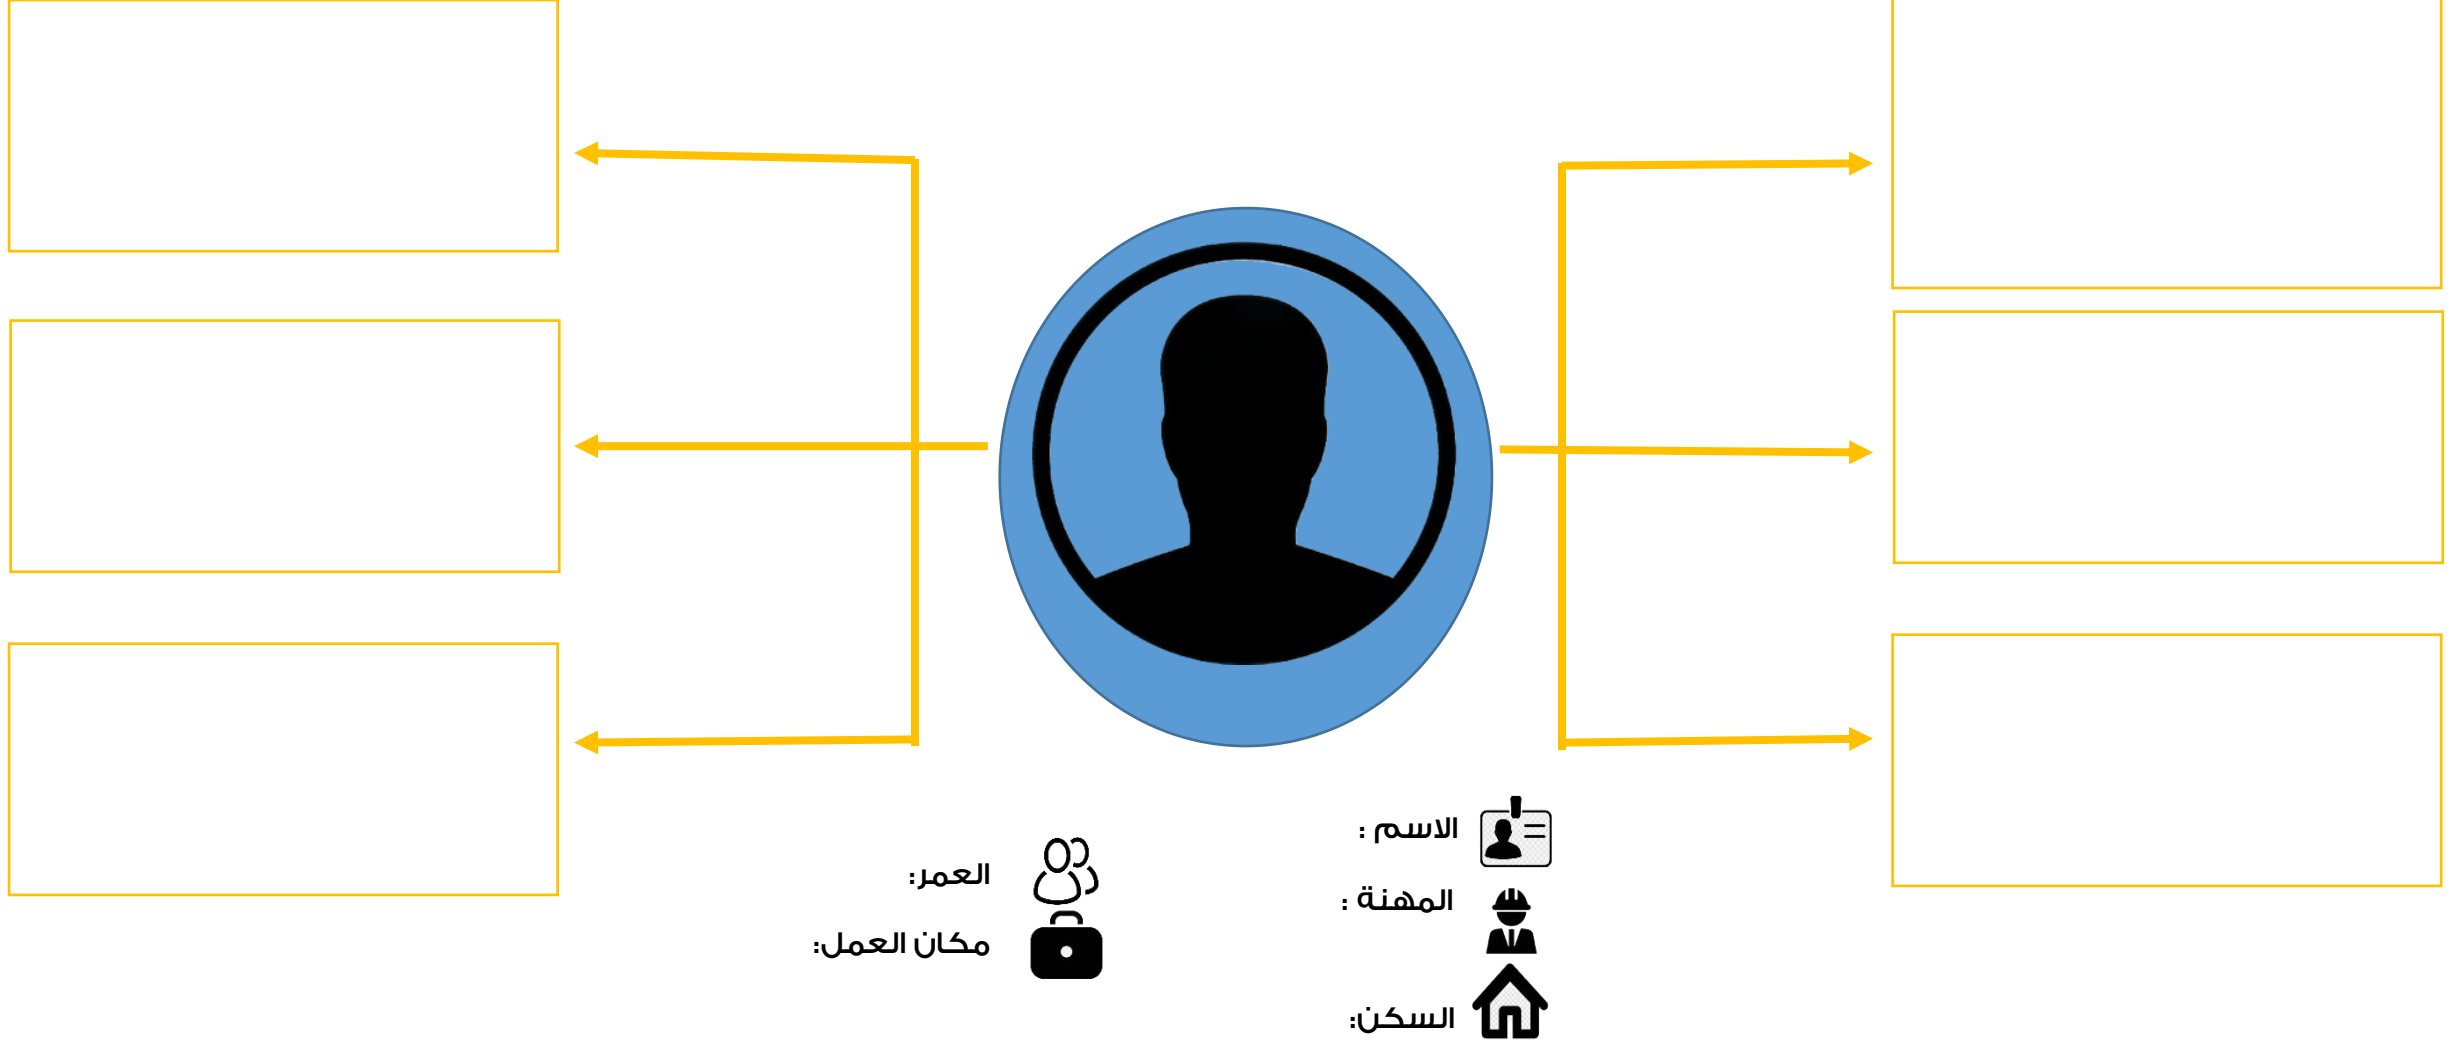 الاسم :
المهنة :
السكن:
العمر:
مكان العمل: